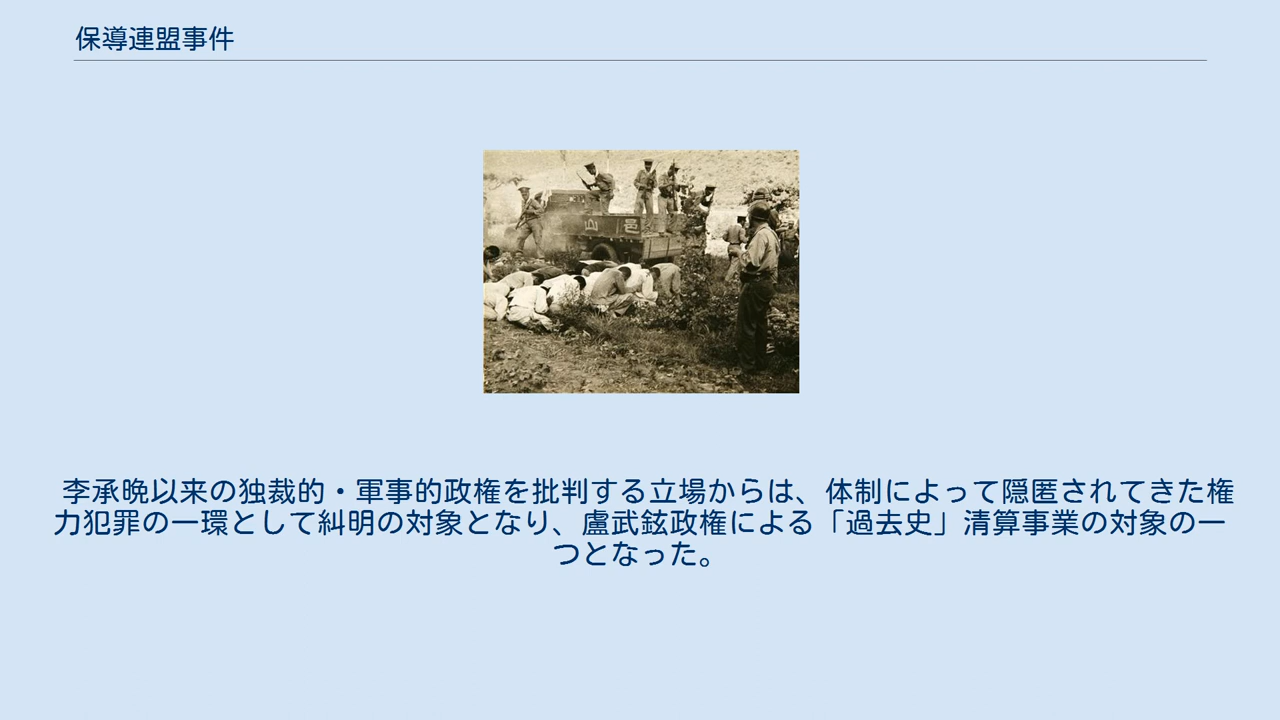 保導連盟事件
山 邑
李承晩以来の独裁的・軍事的政権を批判する立場からは、体制によって隠匿されてきた権
力犯罪の一環として糾明の対象となり、盧武鉉政権による「過去史」清算事業の対象の一
つとなった。